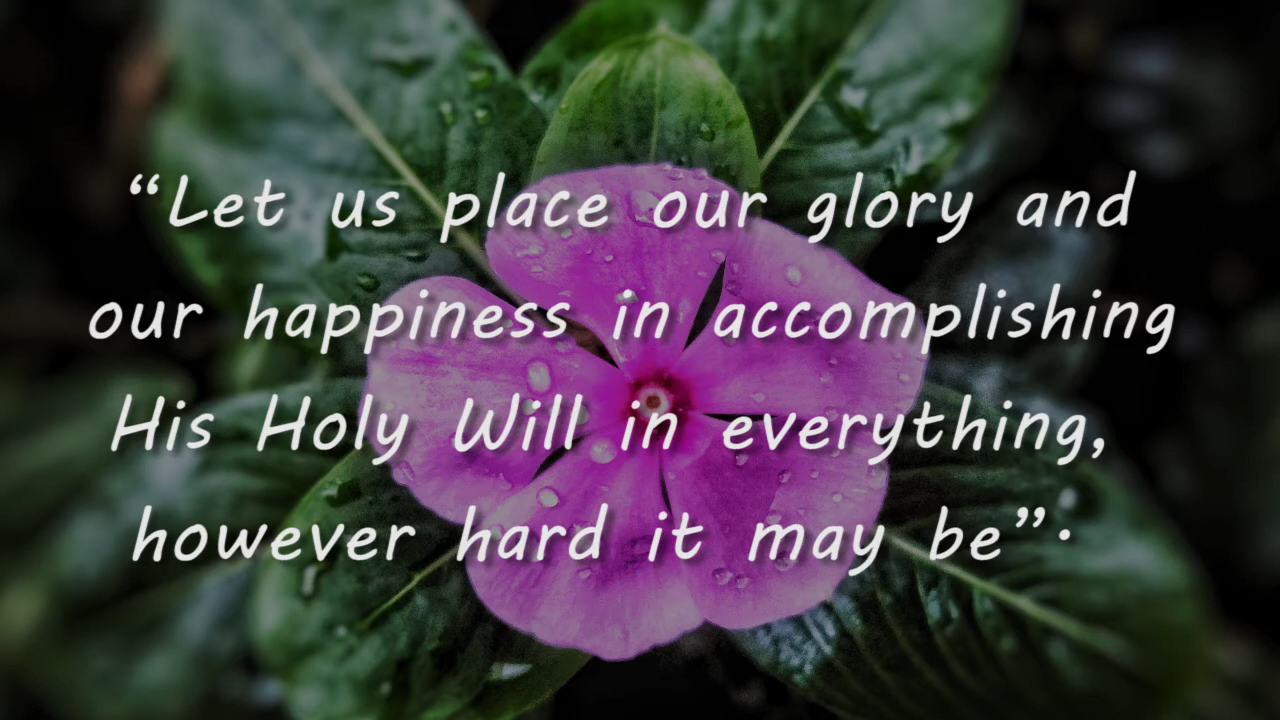 “Let us place our glory and
our happiness in accomplishing
His Holy Will in everything,
however hard it may be”.